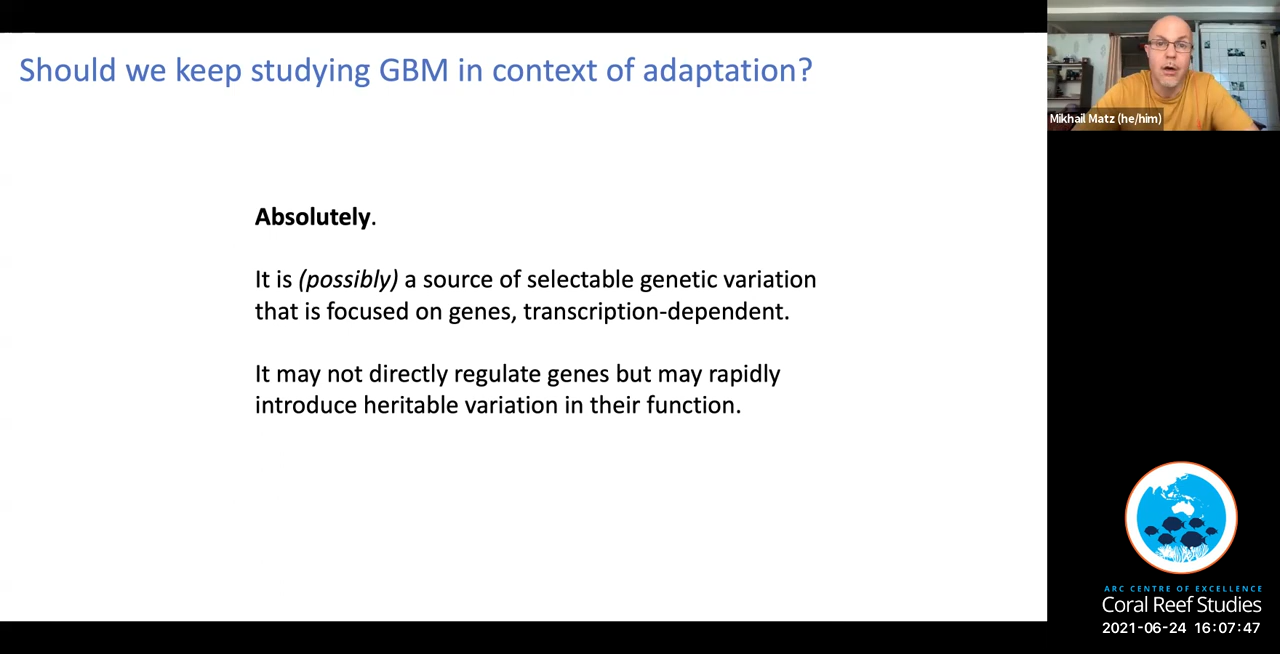 Should we keep studying GBM in context of adaptation?
Mikhail Matz (he/him)
Absolutely.
It is (possibly) a source of selectable genetic variation
that is focused on genes, transcription-dependent.
It may not directly regulate genes but may rapidly
introduce heritable variation in their function.
ARC CENTRE OF EXCELLENCE
Coral Reef Studies
2021-06-24 16:07:47